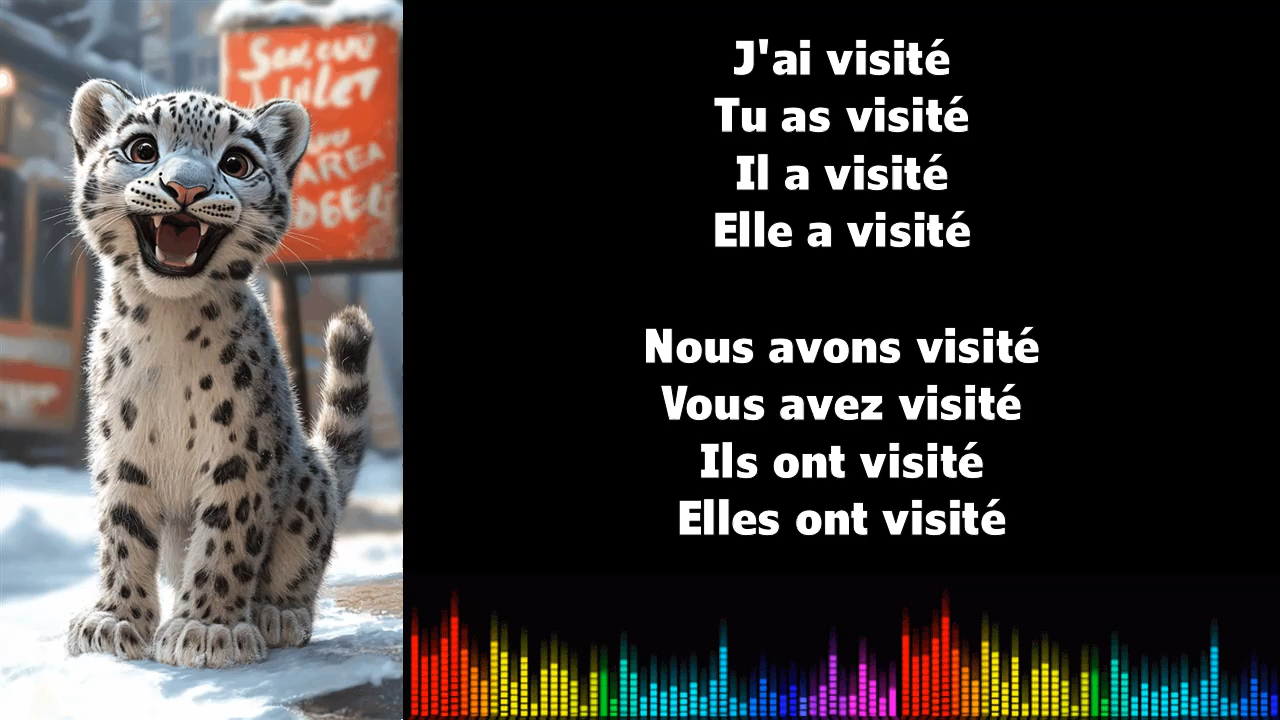 J'ai visité
Tu as visité
Il a visité
Elle a visité
Nous avons visité
Vous avez visité
Ils ont visité
Elles ont visité